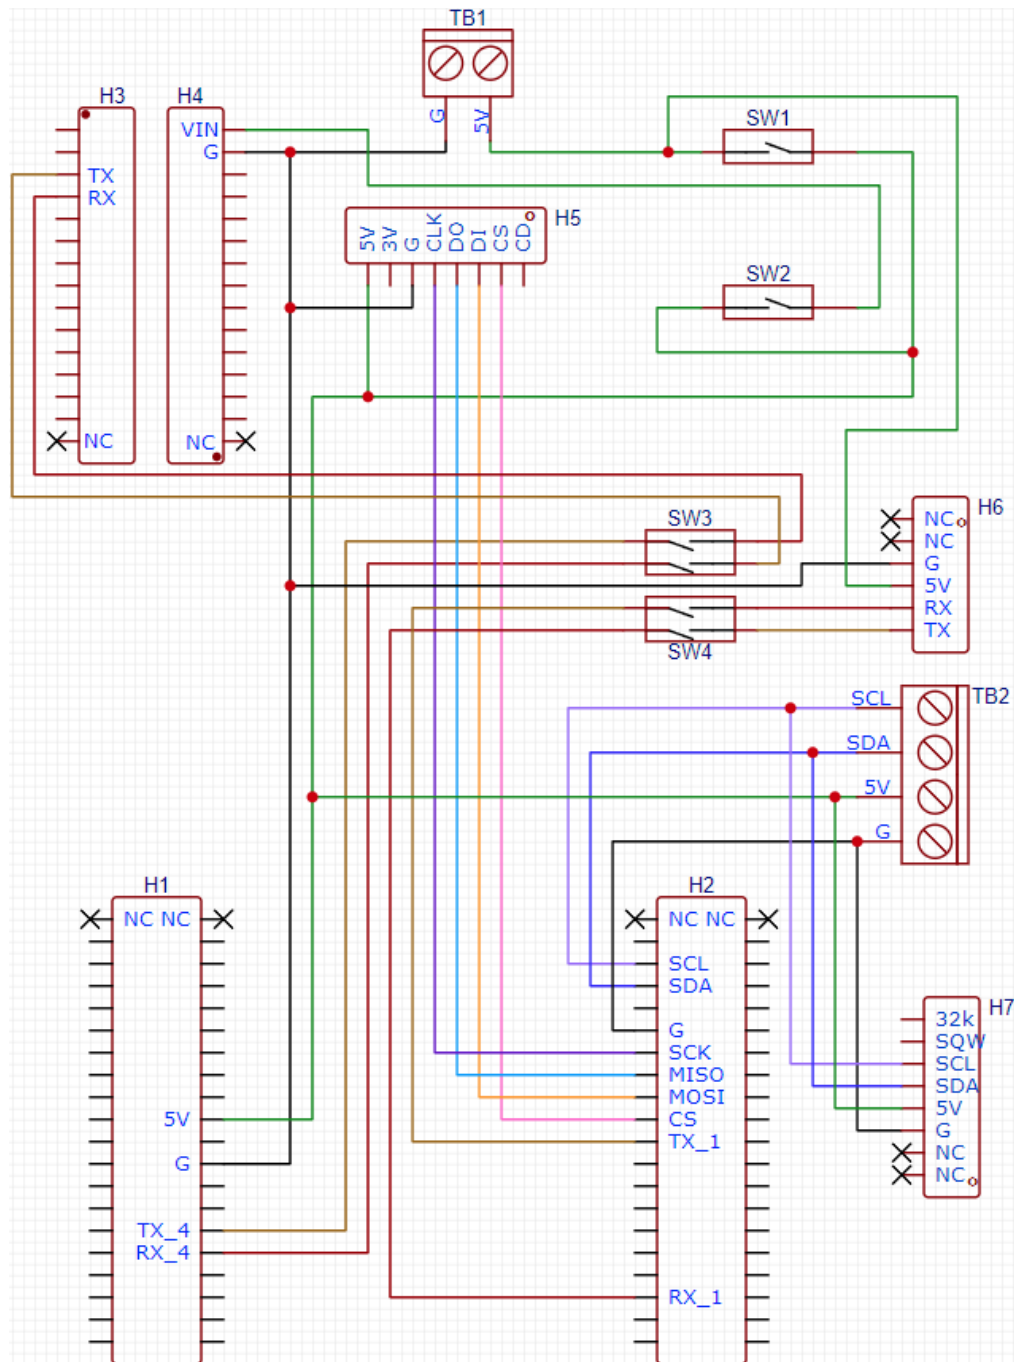 TB1
G
5V
H3
TX
RX
NC
H4
VIN
G
NC
SW1
H5
5V
3V
G
CLK
DO
DI
CS
CD
SW2
SW3
SW4
H6
NC
NC
G
5V
RX
TX
TB2
SCL
SDA
5V
G
H1
NC NC
5V
G
TX_4
RX_4
H2
NC NC
SCL
SDA
G
SCK
MISO
MOSI
CS
TX_1
RX_1
H7
32k
SQW
SCL
SDA
5V
G
NC
NC